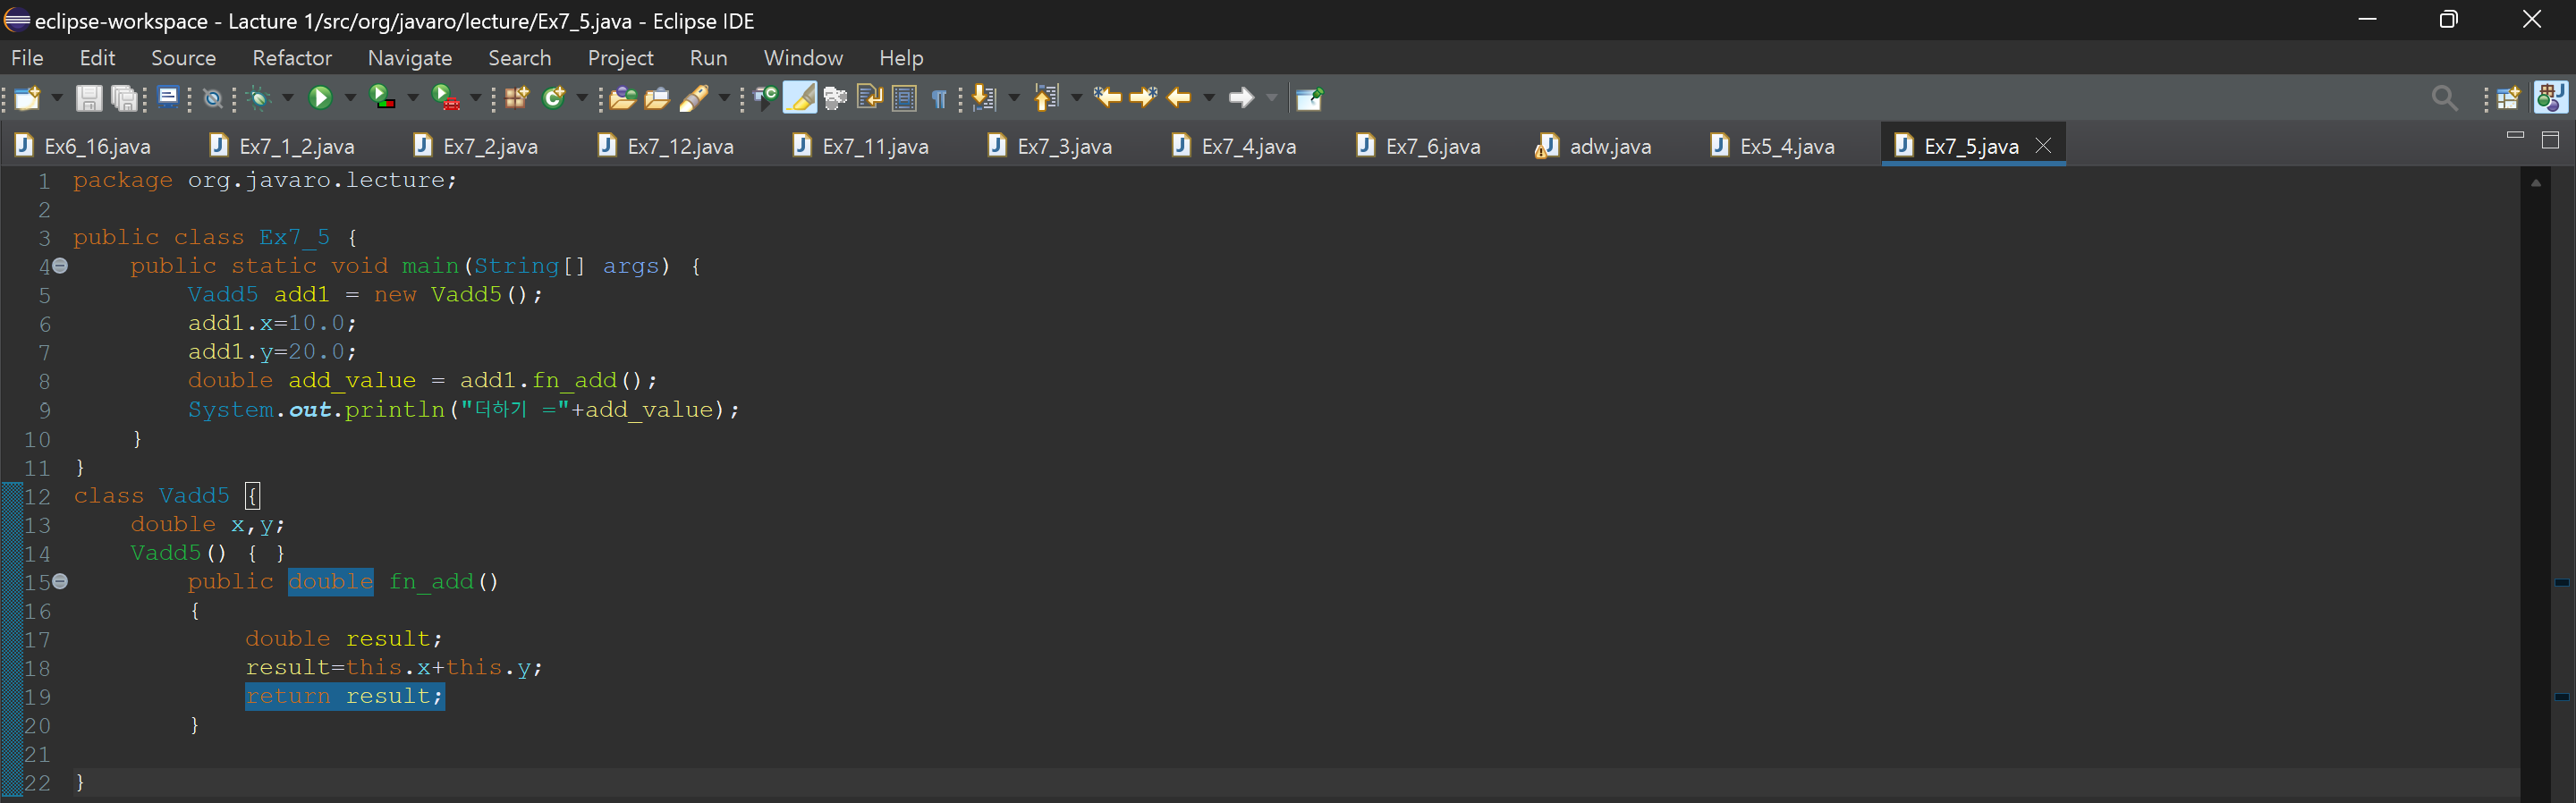 eclipse-workspace - Lacture 1/src/org/javaro/lecture/Ex7_5.java - Eclipse IDE
File Edit Source Refactor Navigate Search Project Run Window Help
Ex6_16.java Ex7_1_2.java Ex7_2.java Ex7_12.java Ex7_11.java Ex7_3.java Ex7_4.java Ex7_6.java adw.java Ex5_4.java Ex7_5.java
1 package org.javaro.lecture;
2
3 public class Ex7_5 {
4 public static void main(String[] args) {
5 Vadd5 add1 = new Vadd5();
6 add1.x=10.0;
7 add1.y=20.0;
8 double add_value = add1.fn_add();
9 System.out.println("더하기 ="+add_value);
10 }
11 }
12 class Vadd5 {
13 double x,y;
14 Vadd5() { }
15 public double fn_add()
16 {
17 double result;
18 result=this.x+this.y;
19 return result;
20 }
21
22 }